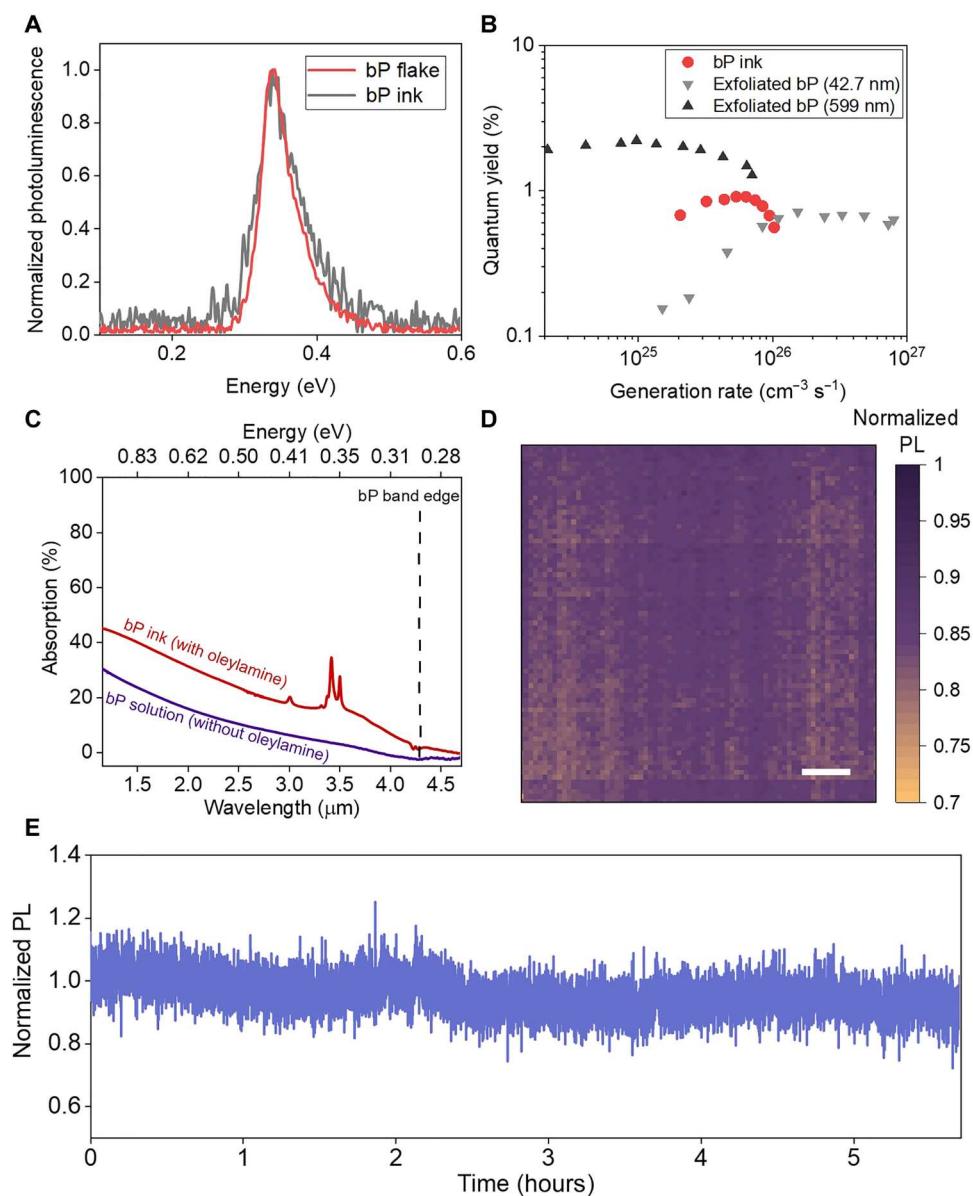 A
Normalized photoluminescence
1.0
0.8
0.6
0.4
0.2
0.0
bP flake
bP ink
0.2 0.4 0.6
Energy (eV)
B
Quantum yield (%)
10
1
0.1
bP ink
Exfoliated bP (42.7 nm)
Exfoliated bP (599 nm)
10²⁵ 10²⁶ 10²⁷
Generation rate (cm⁻³ s⁻¹)
C
Energy (eV)
0.83 0.62 0.50 0.41 0.35 0.31 0.28
Absorption (%)
100
80
60
40
20
0
bP band edge
bP ink (with oleylamine)
bP solution (without oleylamine)
1.5 2.0 2.5 3.0 3.5 4.0 4.5
Wavelength (μm)
D
Normalized
PL
1
0.95
0.9
0.85
0.8
0.75
0.7
E
Normalized PL
1.4
1.2
1.0
0.8
0.6
0 1 2 3 4 5
Time (hours)